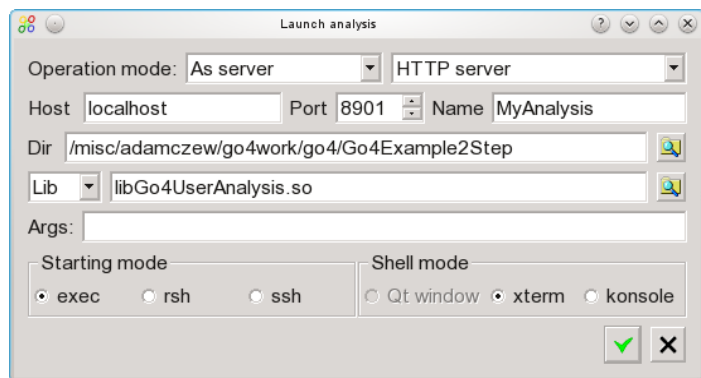 Launch analysis
Operation mode: As server HTTP server
Host localhost Port 8901 Name MyAnalysis
Dir /misc/adamczew/go4work/go4/Go4Example2Step
Lib libGo4UserAnalysis.so
Args:
Starting mode Shell mode
exec rsh ssh Qt window xterm konsole